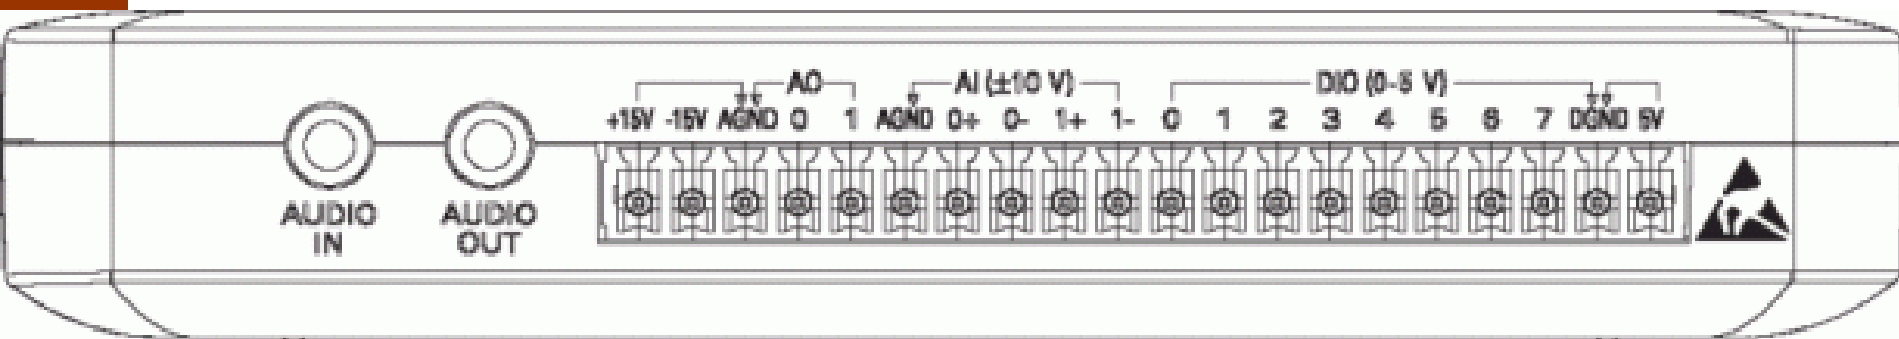 AO AI (±10 V) DIO (0-5 V)
+15V -15V AGND 0 1 AGND 0+ 0- 1+ 1- 0 1 2 3 4 5 6 7 DGND 5V
AUDIO IN
AUDIO OUT